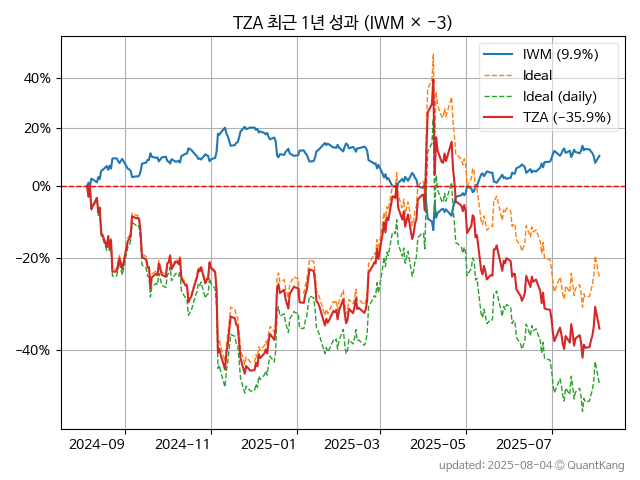 TZA 최근 1년 성과 (IWM × −3)
IWM (9.9%)
Ideal
Ideal (daily)
TZA (−35.9%)
40%
20%
0%
−20%
−40%
2024-09 2024-11 2025-01 2025-03 2025-05 2025-07
updated: 2025-08-04 © QuantKang